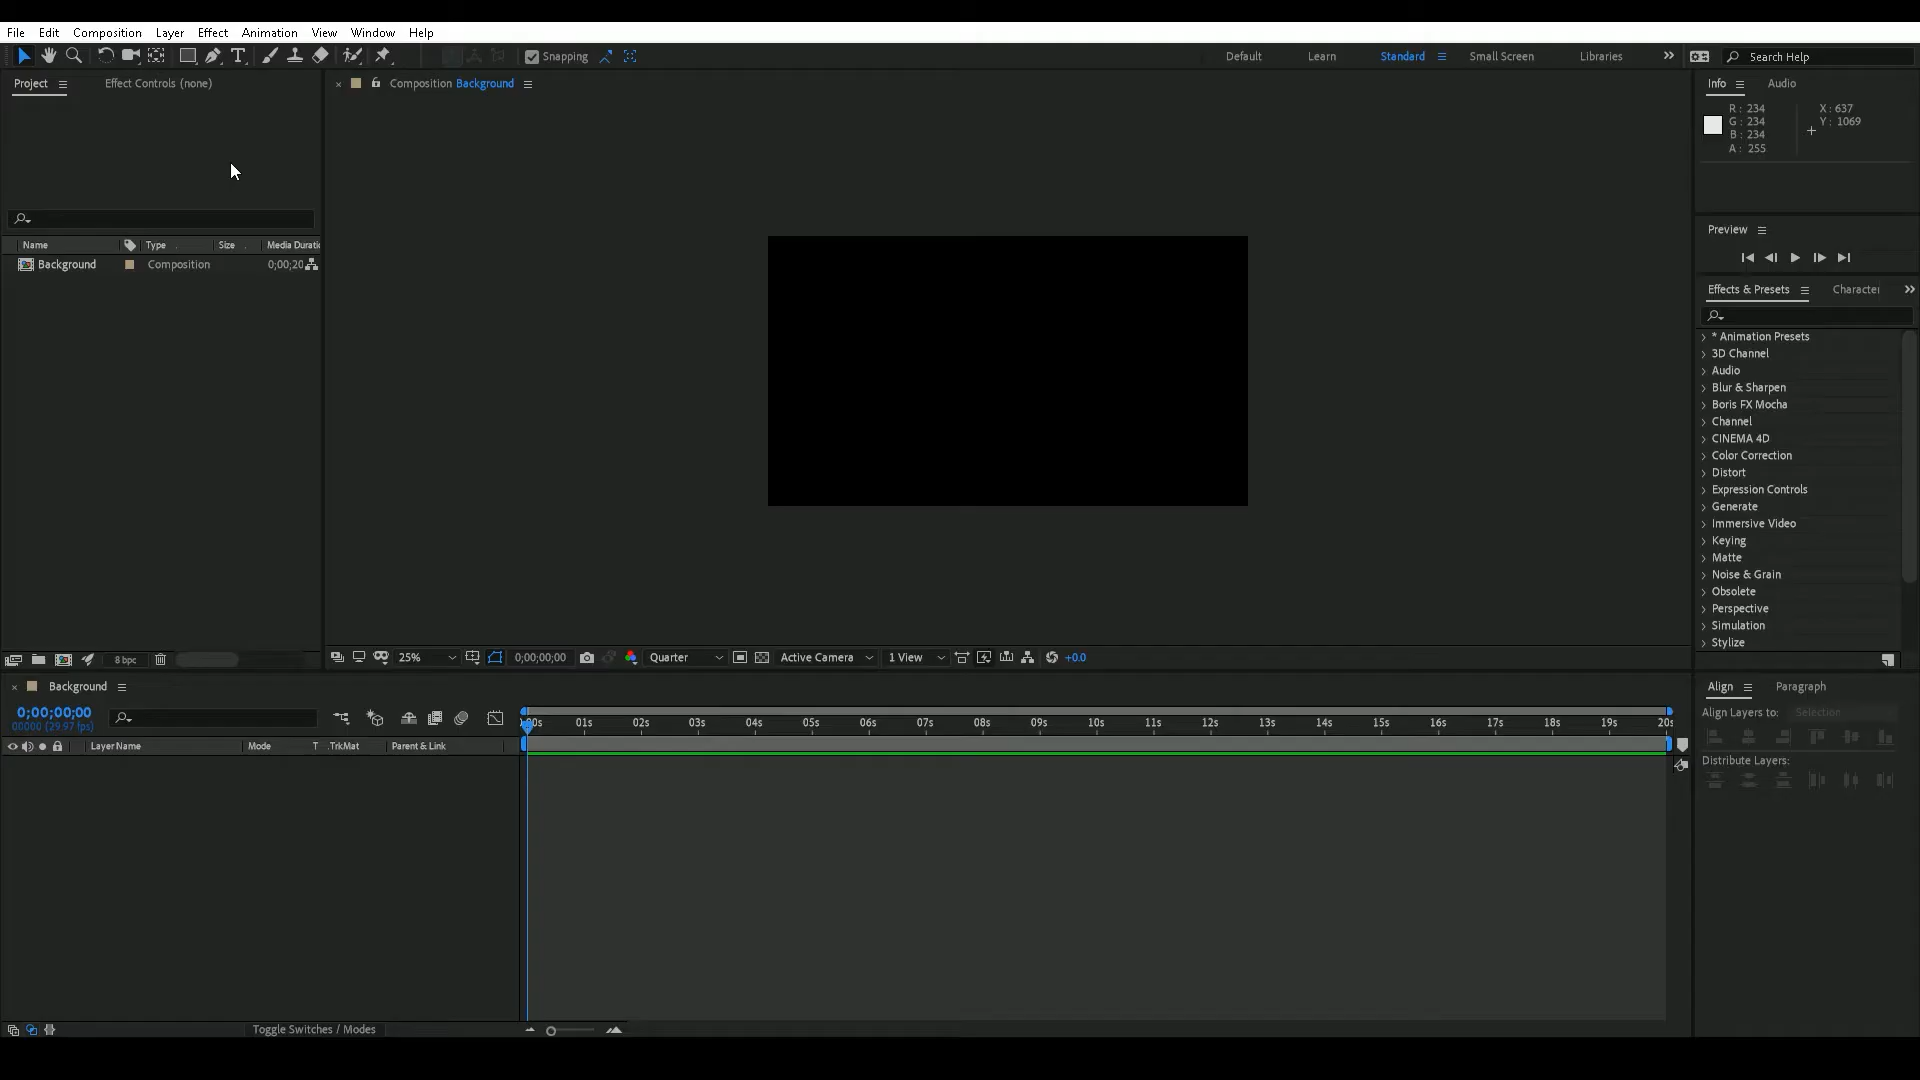 File Edit Composition Layer Effect Animation View Window Help
Snapping Default Learn Standard Small Screen Libraries Search Help
Project Effect Controls (none)
Composition Background
Info Audio
R : 234 X : 637
G : 234 Y : 1069
B : 234
A : 255
Preview
Name Type Size Media Durati
Background Composition 0;00;20
Effects & Presets Character
* Animation Presets
3D Channel
Audio
Blur & Sharpen
Boris FX Mocha
Channel
CINEMA 4D
Color Correction
Distort
Expression Controls
Generate
Immersive Video
Keying
Matte
Noise & Grain
Obsolete
Perspective
Simulation
Stylize
8 bpc
25% 0;00;00;00 Quarter Active Camera 1 View +0.0
Background
Align Paragraph
0;00;00;00
00000 (29.97 fps)
:00s 01s 02s 03s 04s 05s 06s 07s 08s 09s 10s 11s 12s 13s 14s 15s 16s 17s 18s 19s 20s
Align Layers to: Selection
Layer Name Mode T .TrkMat Parent & Link
Distribute Layers:
Toggle Switches / Modes